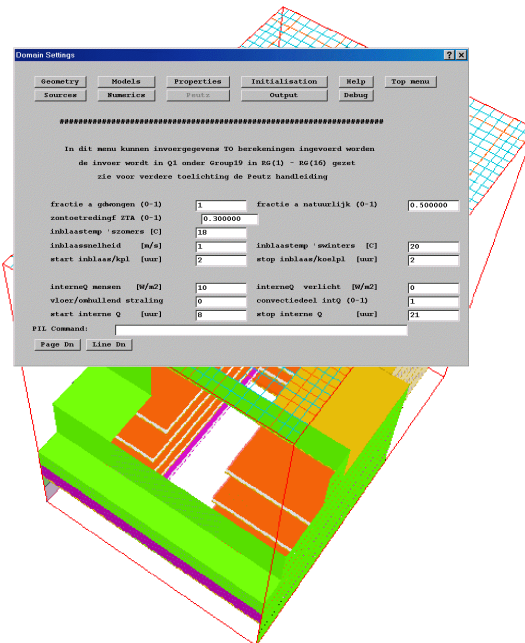 Domain Settings
Geometry Models Properties Initialisation Help Top menu
Sources Numerics Peutz Output Debug
######################################################################
In dit menu kunnen invoergegevens TO berekeningen ingevoerd worden
de invoer wordt in Q1 onder Group19 in RG(1) - RG(16) gezet
zie voor verdere toelichting de Peutz handleiding
fractie a gdwongen (0-1) 1 fractie a natuurlijk (0-1) 0.500000
zontoetredingf ZTA (0-1) 0.300000
inblaastemp 'szomers [C] 18
inblaassnelheid [m/s] 1 inblaastemp 'swinters [C] 20
start inblaas/kpl [uur] 2 stop inblaas/koelpl [uur] 2
interneQ mensen [W/m2] 10 interneQ verlicht [W/m2] 0
vloer/omhullend straling 0 convectiedeel intQ (0-1) 1
start interne Q [uur] 8 stop interne Q [uur] 21
PIL Command:
Page Dn Line Dn